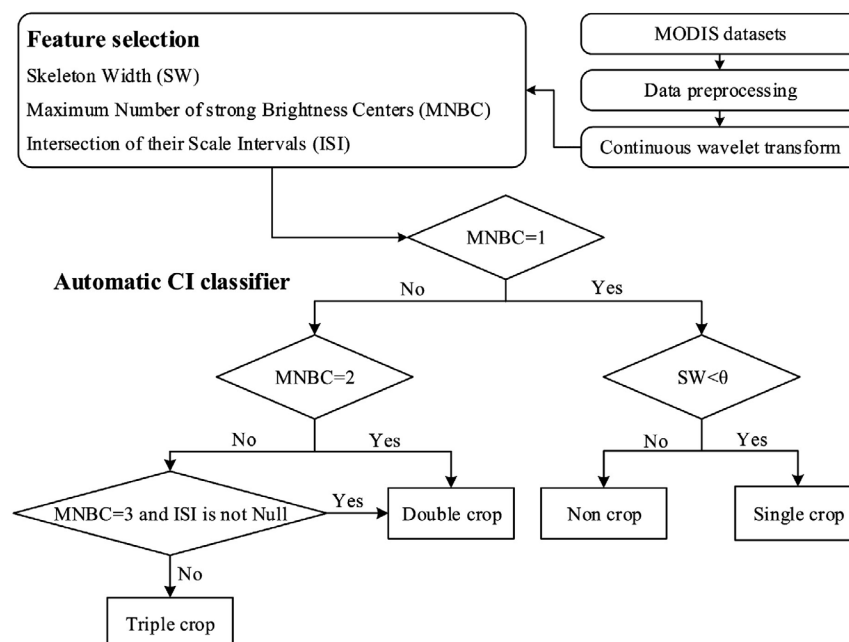 Feature selection
Skeleton Width (SW)
Maximum Number of strong Brightness Centers (MNBC)
Intersection of their Scale Intervals (ISI)
MODIS datasets
Data preprocessing
Continuous wavelet transform
MNBC=1
Automatic CI classifier
No
Yes
MNBC=2
SW<θ
No
Yes
No
Yes
MNBC=3 and ISI is not Null
Yes
Double crop
Non crop
Single crop
No
Triple crop